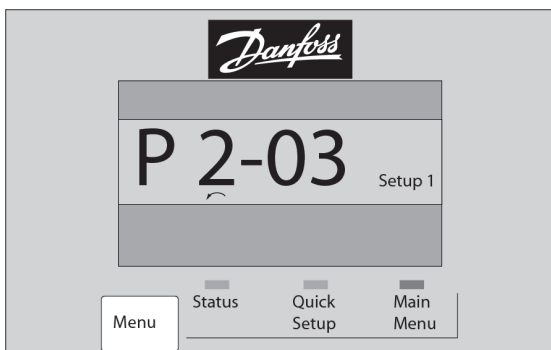 Danfoss
P 2-03
Setup 1
Status
Quick Setup
Main Menu
Menu